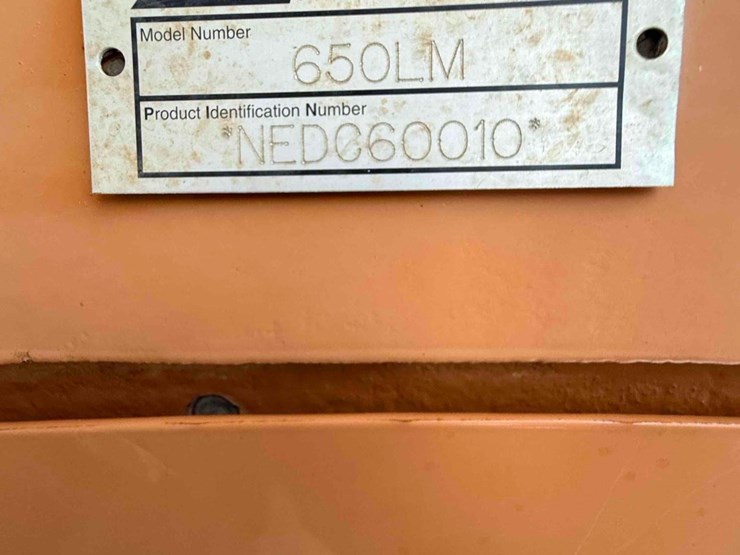 Model Number
650LM
Product Identification Number
*NEDC60010*